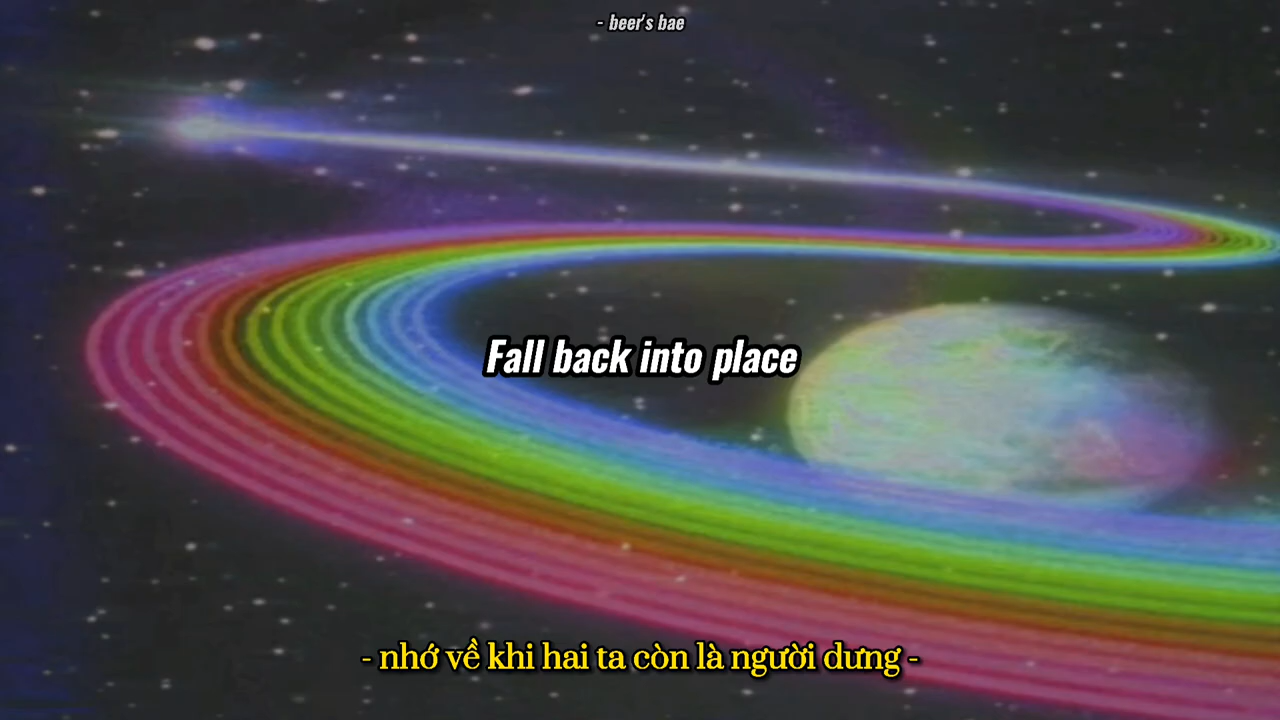 - beer's bae
Fall back into place
- nhớ về khi hai ta còn là người dưng -